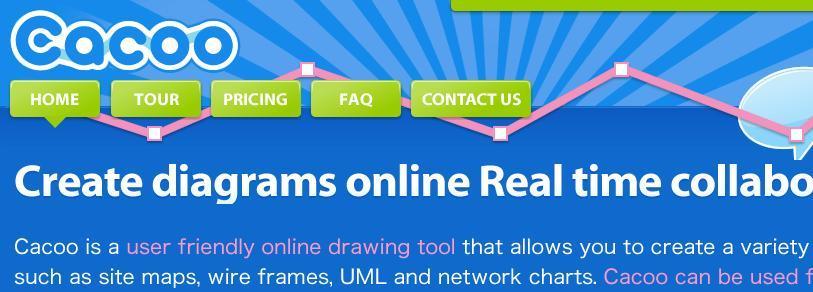 Cacoo
HOME TOUR PRICING FAQ CONTACT US
Create diagrams online Real time collabo
Cacoo is a user friendly online drawing tool that allows you to create a variety
such as site maps, wire frames, UML and network charts. Cacoo can be used f